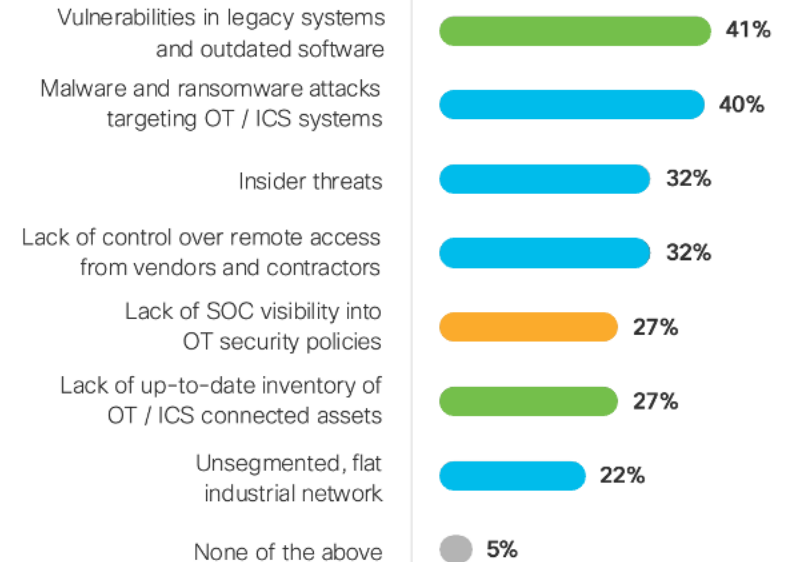 Vulnerabilities in legacy systems
and outdated software
41%
Malware and ransomware attacks
targeting OT / ICS systems
40%
Insider threats
32%
Lack of control over remote access
from vendors and contractors
32%
Lack of SOC visibility into
OT security policies
27%
Lack of up-to-date inventory of
OT / ICS connected assets
27%
Unsegmented, flat
industrial network
22%
None of the above
5%